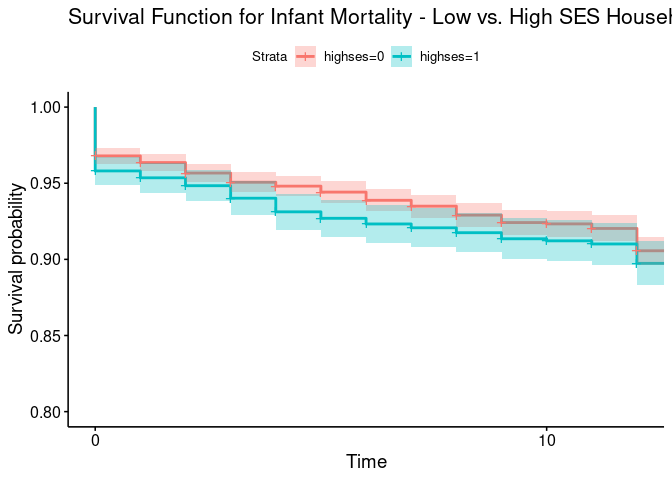 Survival Function for Infant Mortality - Low vs. High SES
Strata highses=0 highses=1
Survival probability
1.00
0.95
0.90
0.85
0.80
0 10
Time